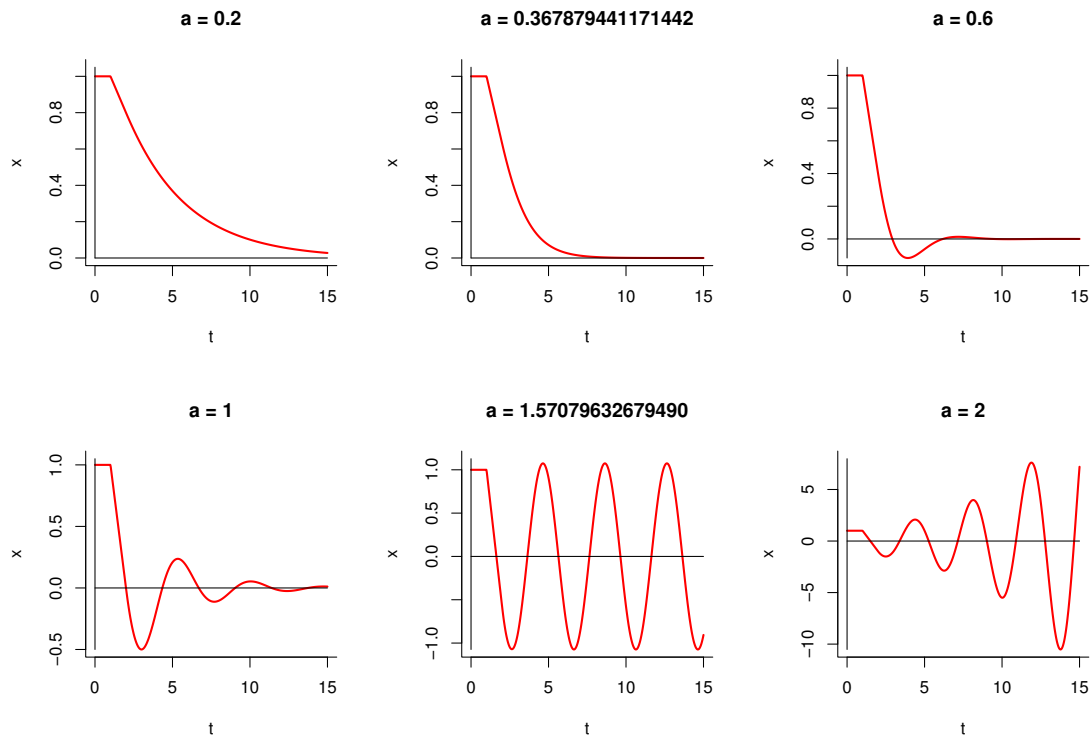 a = 0.2
x
0.0 0.4 0.8
0 5 10 15
t
a = 0.367879441171442
x
0.0 0.4 0.8
0 5 10 15
t
a = 0.6
x
0.0 0.4 0.8
0 5 10 15
t
a = 1
x
−0.5 0.0 0.5 1.0
0 5 10 15
t
a = 1.57079632679490
x
−1.0 0.0 0.5 1.0
0 5 10 15
t
a = 2
x
−10 −5 0 5
0 5 10 15
t